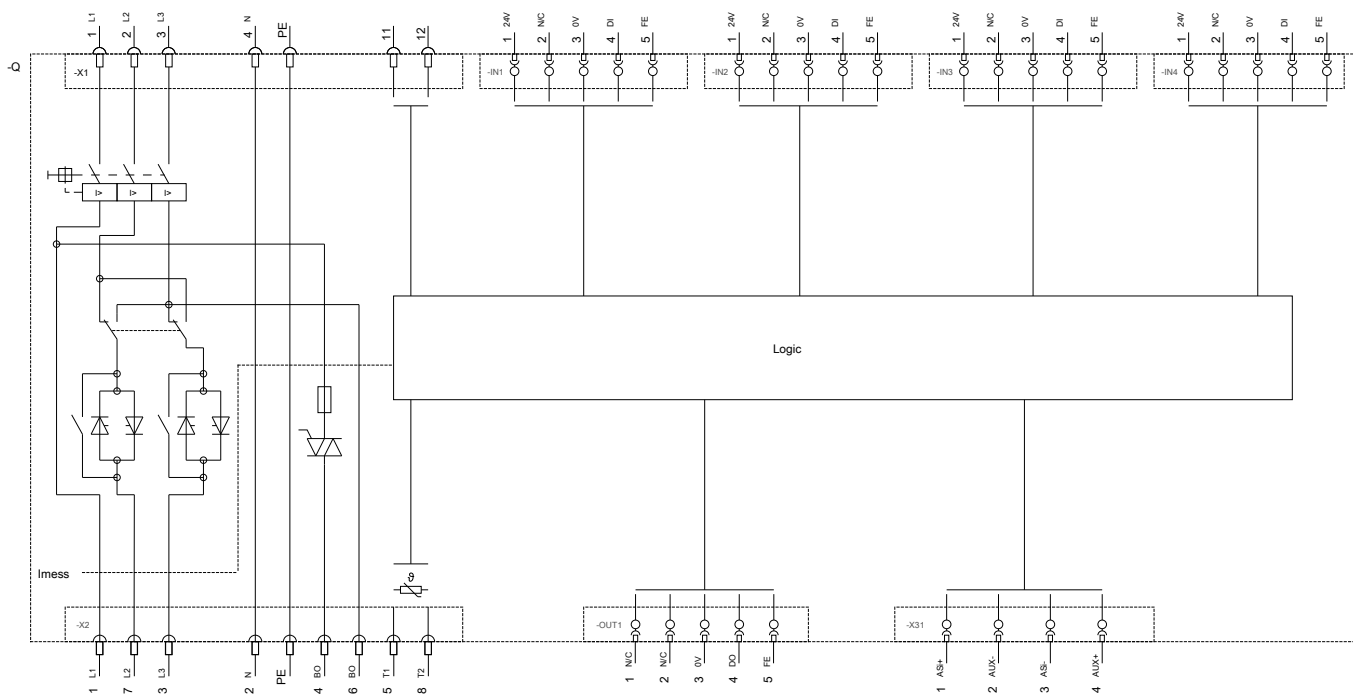 L1 L2 L3 N 24V N/C 0V DI FE 24V N/C 0V DI FE 24V N/C 0V DI FE 24V N/C 0V DI FE
1 2 3 4 PE 11 12 1 2 3 4 5 1 2 3 4 5 1 2 3 4 5 1 2 3 4 5
-Q
-X1 -IN1 -IN2 -IN3 -IN4
I> I> I>
Logic
Imess
ϑ
-X2 -OUT1 -X31
L1 L2 L3 N BO BO T1 T2 N/C N/C 0V DO FE ASi+ AUX- ASi- AUX+
1 7 3 2 PE 4 6 5 8 1 2 3 4 5 1 2 3 4